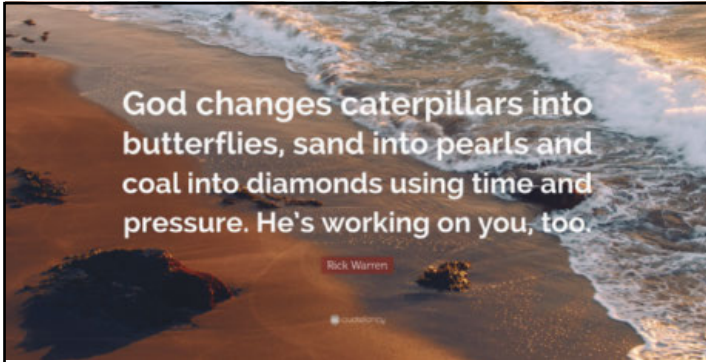 God changes caterpillars into
butterflies, sand into pearls and
coal into diamonds using time and
pressure. He's working on you, too.
Rick Warren
quotefancy